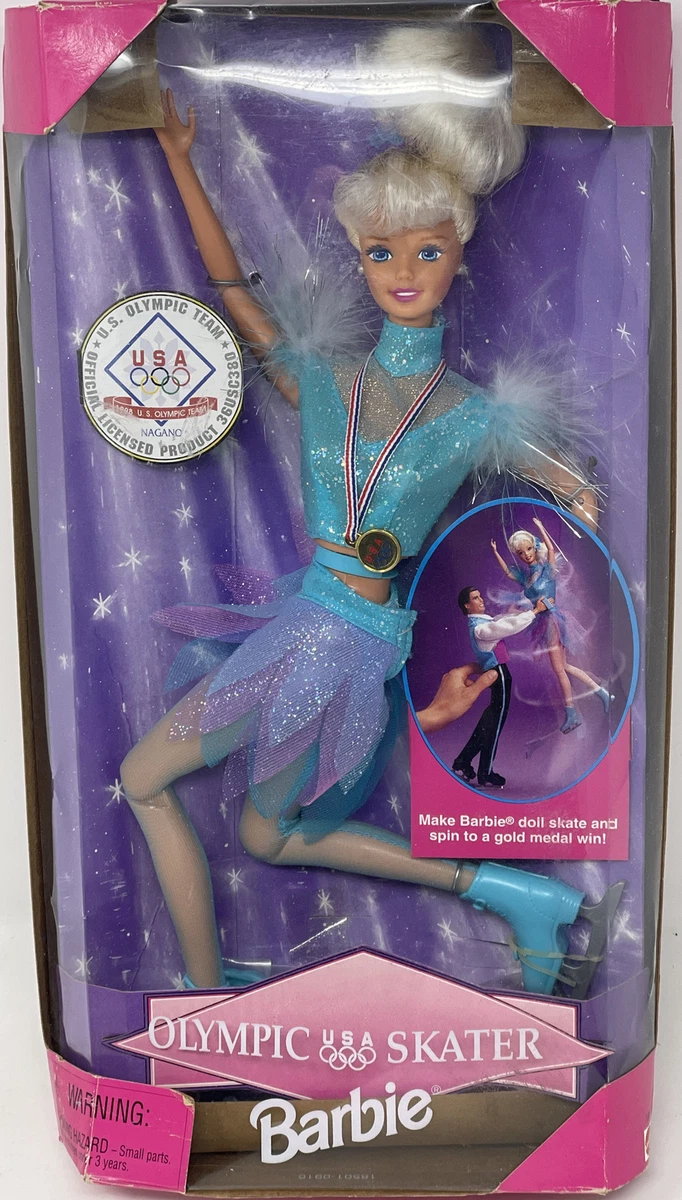 ★ U.S. OLYMPIC TEAM ★
OFFICIAL LICENSED PRODUCT 36USC380
USA
1998 U.S. OLYMPIC TEAM
NAGANO
USA
Make Barbie® doll skate and
spin to a gold medal win!
OLYMPIC USA SKATER
Barbie®
WARNING:
HAZARD – Small parts.
3 years.